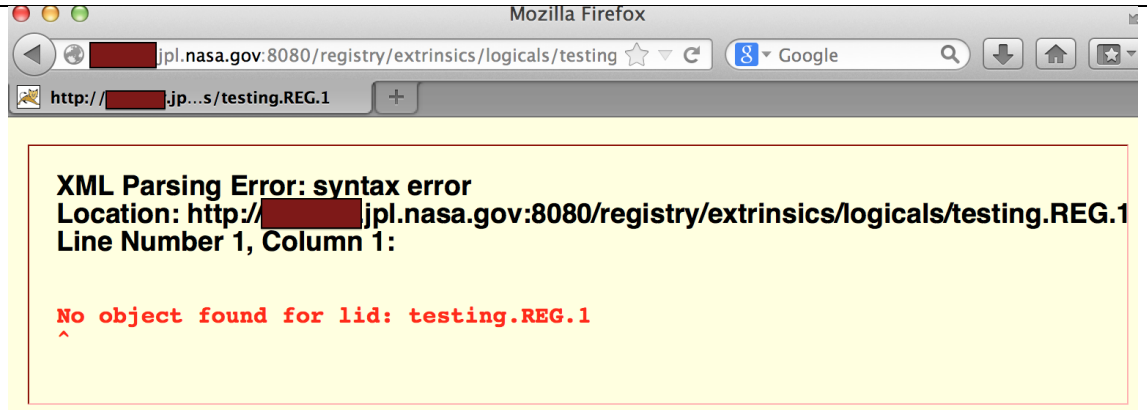 Mozilla Firefox
jpl.nasa.gov:8080/registry/extrinsics/logicals/testing
8 Google
http:// .jp...s/testing.REG.1 +
XML Parsing Error: syntax error
Location: http:// .jpl.nasa.gov:8080/registry/extrinsics/logicals/testing.REG.1
Line Number 1, Column 1:
No object found for lid: testing.REG.1
^